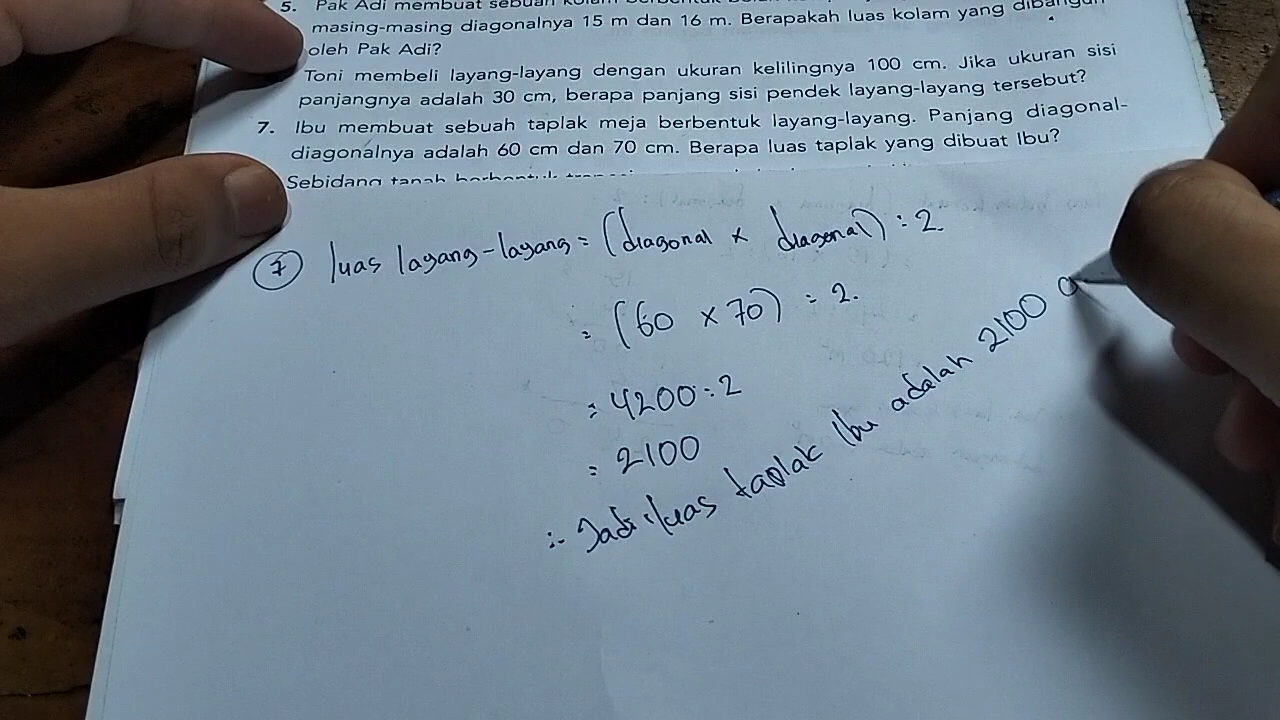 5. Pak Adi membuat sebuah kolam
masing-masing diagonalnya 15 m dan 16 m. Berapakah luas kolam yang dibangun
oleh Pak Adi?
Toni membeli layang-layang dengan ukuran kelilingnya 100 cm. Jika ukuran sisi
panjangnya adalah 30 cm, berapa panjang sisi pendek layang-layang tersebut?
7. Ibu membuat sebuah taplak meja berbentuk layang-layang. Panjang diagonal-
diagonalnya adalah 60 cm dan 70 cm. Berapa luas taplak yang dibuat Ibu?
Sebidang tanah berbentuk
7 luas layang-layang = (diagonal x diagonal) : 2
= (60 x 70) : 2.
= 4200 : 2
= 2100
∴ Jadi luas taplak Ibu adalah 2100 c